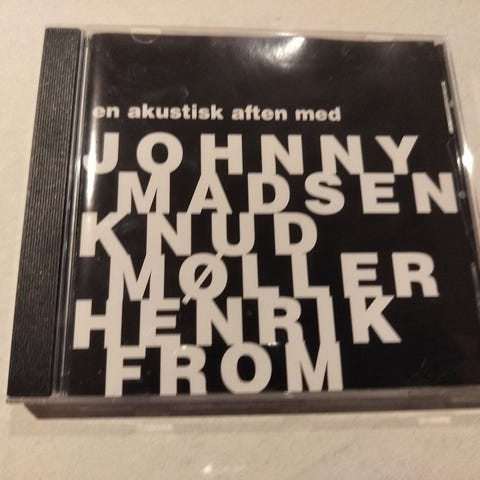 en akustisk aften med
JOHNNY
MADSEN
KNUD
MØLLER
HENRIK
FROM